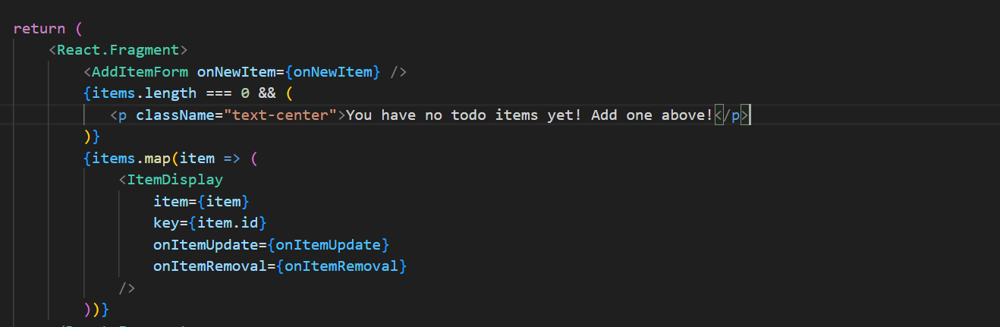 return (
<React.Fragment>
<AddItemForm onNewItem={onNewItem} />
{items.length === 0 && (
<p className="text-center">You have no todo items yet! Add one above!</p>
)}
{items.map(item => (
<ItemDisplay
item={item}
key={item.id}
onItemUpdate={onItemUpdate}
onItemRemoval={onItemRemoval}
/>
))}